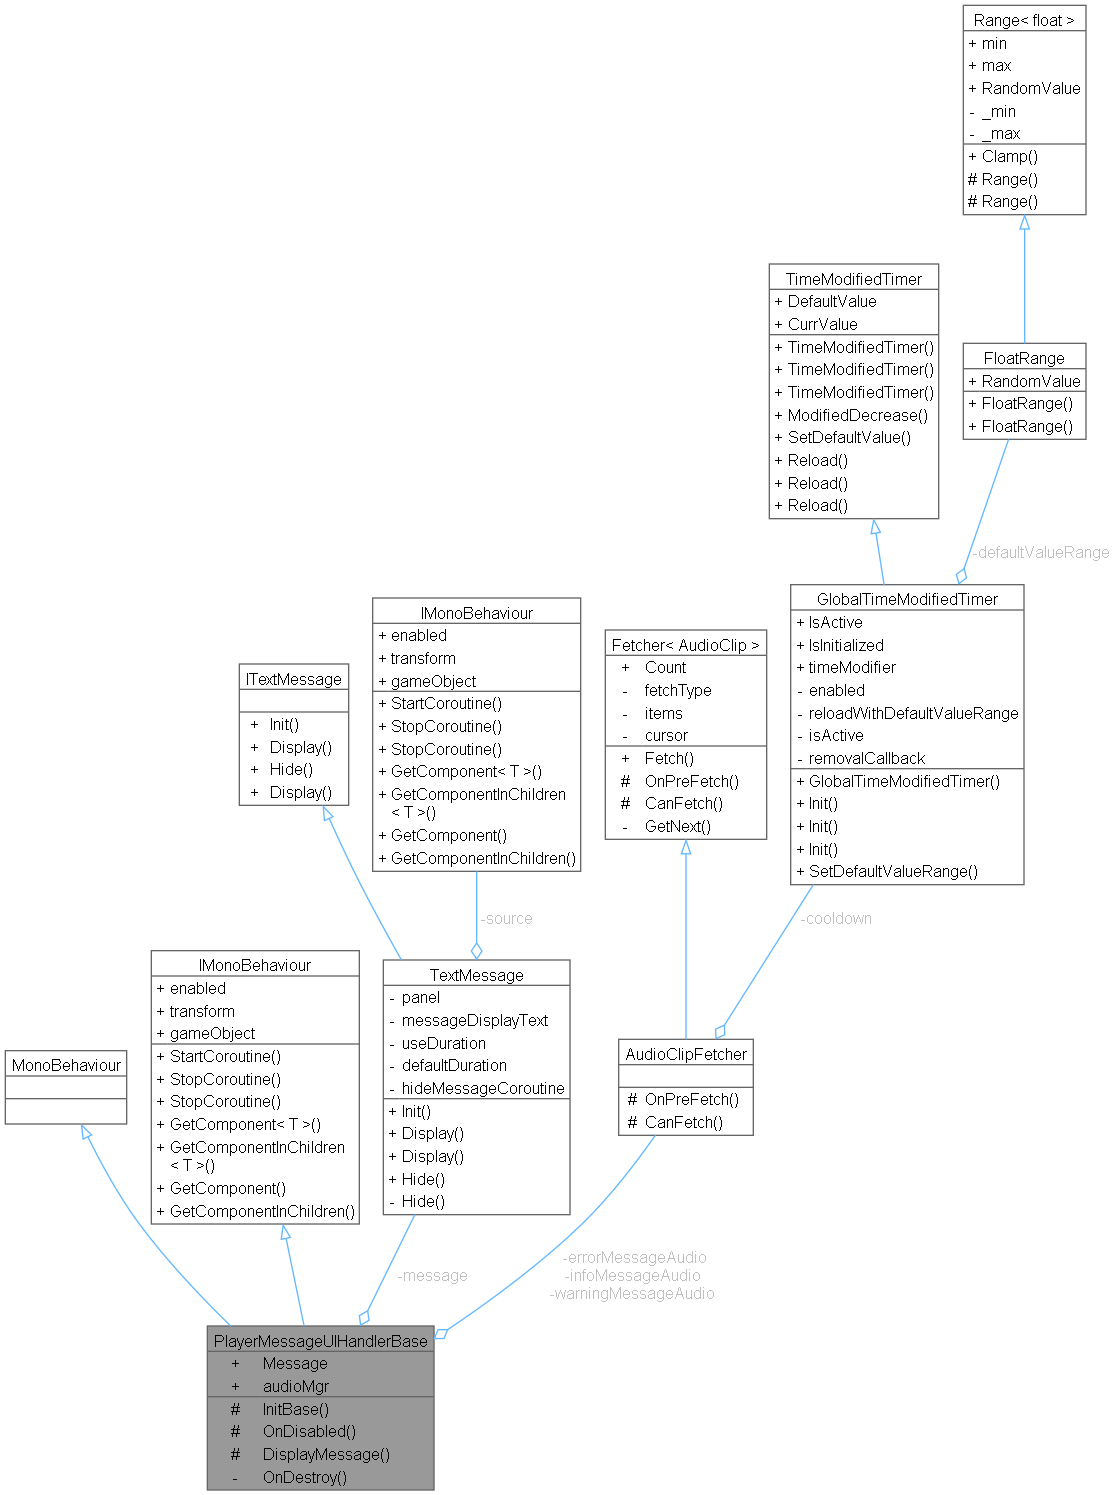 Range< float >
+ min
+ max
+ RandomValue
- _min
- _max
+ Clamp()
# Range()
# Range()
TimeModifiedTimer
+ DefaultValue
+ CurrValue
+ TimeModifiedTimer()
+ TimeModifiedTimer()
+ TimeModifiedTimer()
+ ModifiedDecrease()
+ SetDefaultValue()
+ Reload()
+ Reload()
+ Reload()
FloatRange
+ RandomValue
+ FloatRange()
+ FloatRange()
-defaultValueRange
GlobalTimeModifiedTimer
+ IsActive
+ IsInitialized
+ timeModifier
- enabled
- reloadWithDefaultValueRange
- isActive
- removalCallback
+ GlobalTimeModifiedTimer()
+ Init()
+ Init()
+ Init()
+ SetDefaultValueRange()
IMonoBehaviour
+ enabled
+ transform
+ gameObject
+ StartCoroutine()
+ StopCoroutine()
+ StopCoroutine()
+ GetComponent< T >()
+ GetComponentInChildren
< T >()
+ GetComponent()
+ GetComponentInChildren()
Fetcher< AudioClip >
+ Count
- fetchType
- items
- cursor
+ Fetch()
# OnPreFetch()
# CanFetch()
- GetNext()
ITextMessage
+ Init()
+ Display()
+ Hide()
+ Display()
-source
-cooldown
IMonoBehaviour
+ enabled
+ transform
+ gameObject
+ StartCoroutine()
+ StopCoroutine()
+ StopCoroutine()
+ GetComponent< T >()
+ GetComponentInChildren
< T >()
+ GetComponent()
+ GetComponentInChildren()
TextMessage
- panel
- messageDisplayText
- useDuration
- defaultDuration
- hideMessageCoroutine
+ Init()
+ Display()
+ Display()
+ Hide()
- Hide()
AudioClipFetcher
# OnPreFetch()
# CanFetch()
MonoBehaviour
-message
-errorMessageAudio
-infoMessageAudio
-warningMessageAudio
PlayerMessageUIHandlerBase
+ Message
+ audioMgr
# InitBase()
# OnDisabled()
# DisplayMessage()
- OnDestroy()